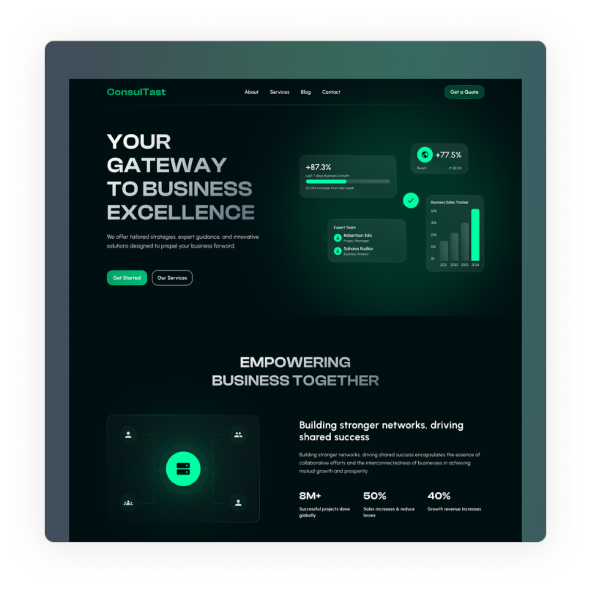 ConsulTast
About
Services
Blog
Contact
Get a Quote
YOUR
GATEWAY
TO BUSINESS
EXCELLENCE
We offer tailored strategies, expert guidance, and innovative
solutions designed to propel your business forward.
Get Started
Our Services
+87.3%
Last 7 days Business Growth
+77.5%
Reach
Expert Team
Robertson Edo
Project Manager
Sahana Kudku
Business Analyst
Business Sales Tracker
2021 2022 2023 2024
EMPOWERING
BUSINESS TOGETHER
Building stronger networks, driving
shared success
Building stronger networks, driving shared success encapsulates the essence of
collaborative efforts and the interconnectedness of businesses in achieving
mutual growth and prosperity.
8M+
Successful projects done
globally
50%
Sales increases & reduce
losses
40%
Growth revenue increases